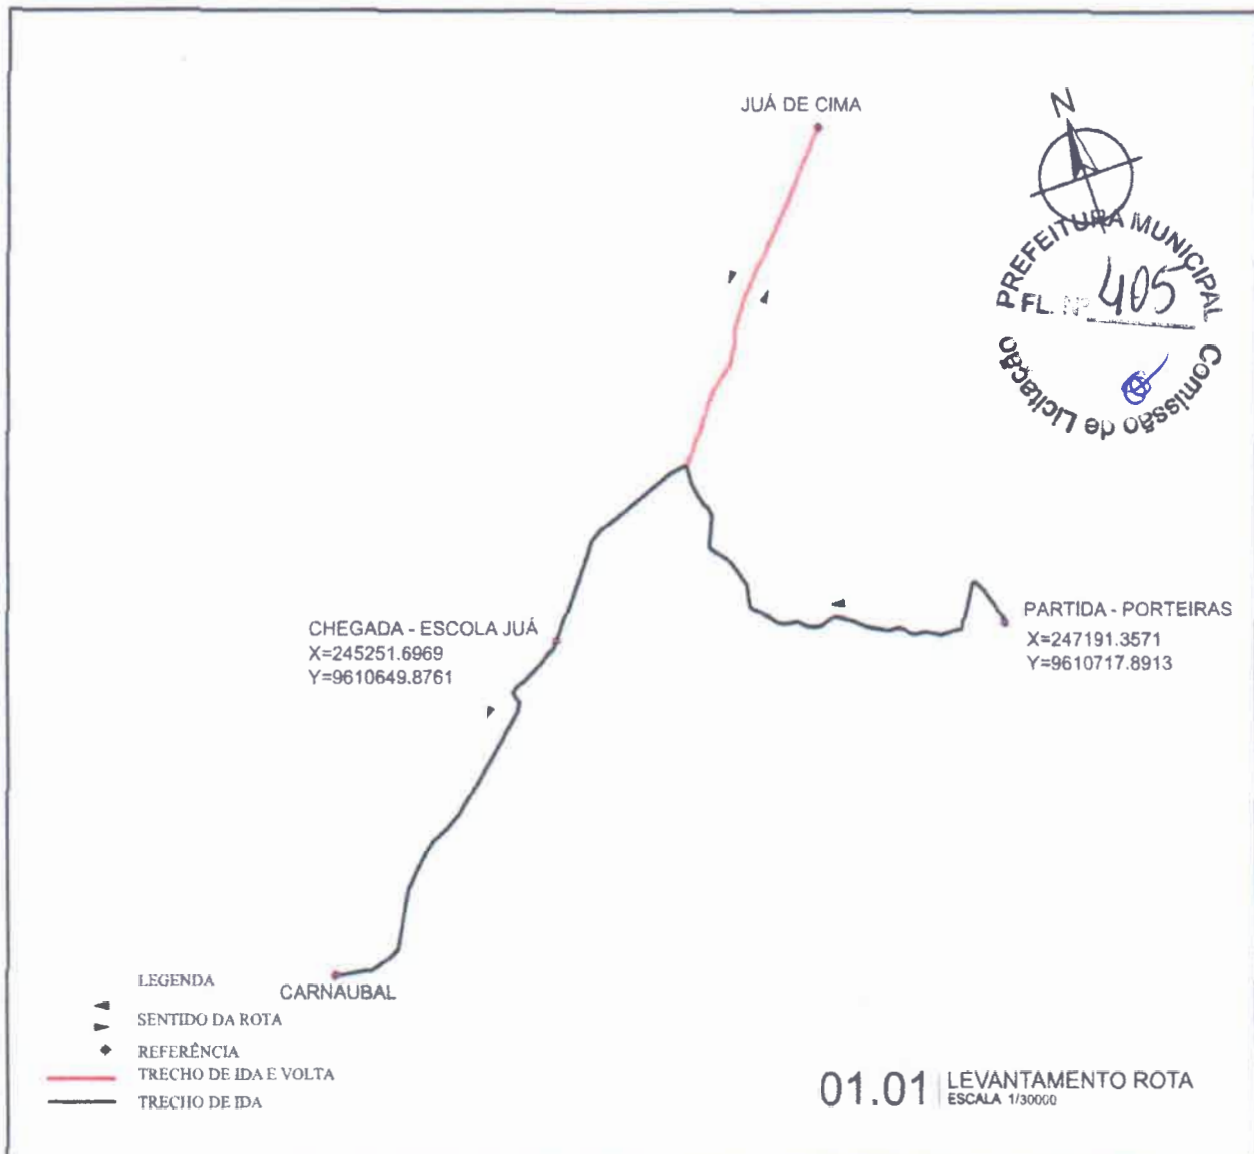 JUÁ DE CIMA
N
PREFEITURA MUNICIPAL
FL. Nº 405
Comissão de Licitação
PARTIDA - PORTEIRAS
X=247191.3571
Y=9610717.8913
CHEGADA - ESCOLA JUÁ
X=245251.6969
Y=9610649.8761
CARNAUBAL
LEGENDA
SENTIDO DA ROTA
REFERÊNCIA
TRECHO DE IDA E VOLTA
TRECHO DE IDA
01.01 LEVANTAMENTO ROTA
ESCALA 1/30000